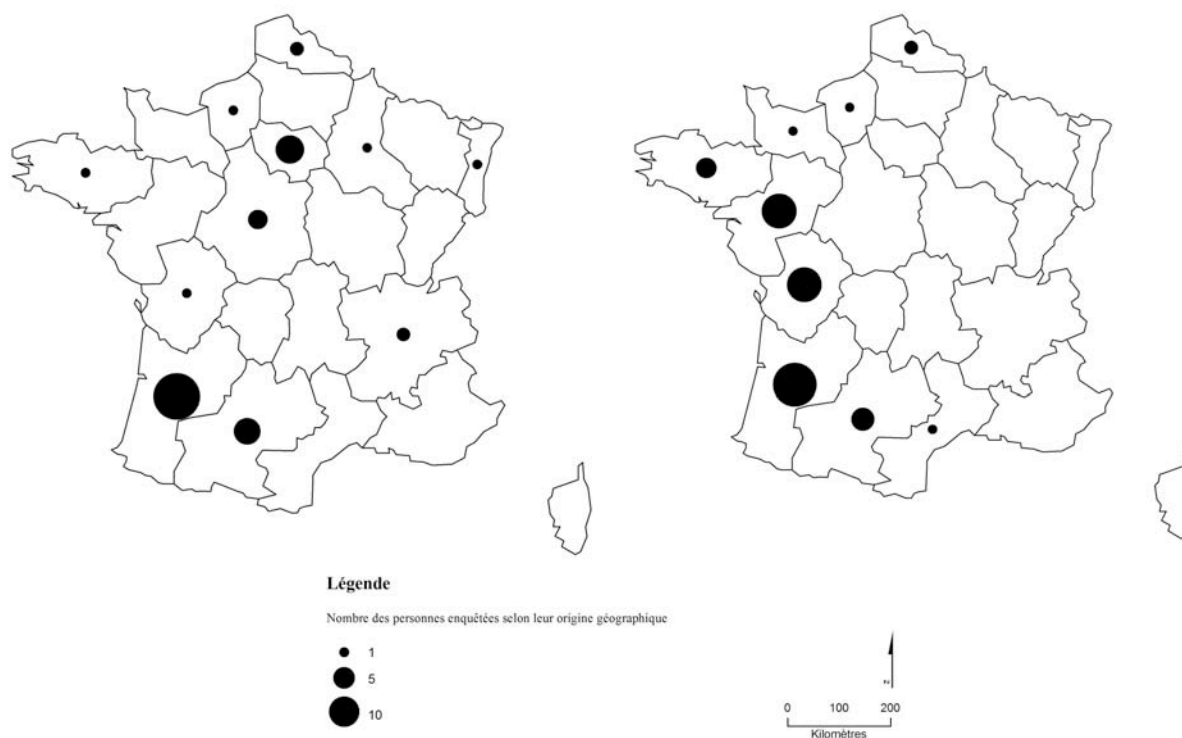 Légende
Nombre des personnes enquêtées selon leur origine géographique
1
5
10
z
0 100 200
Kilomètres